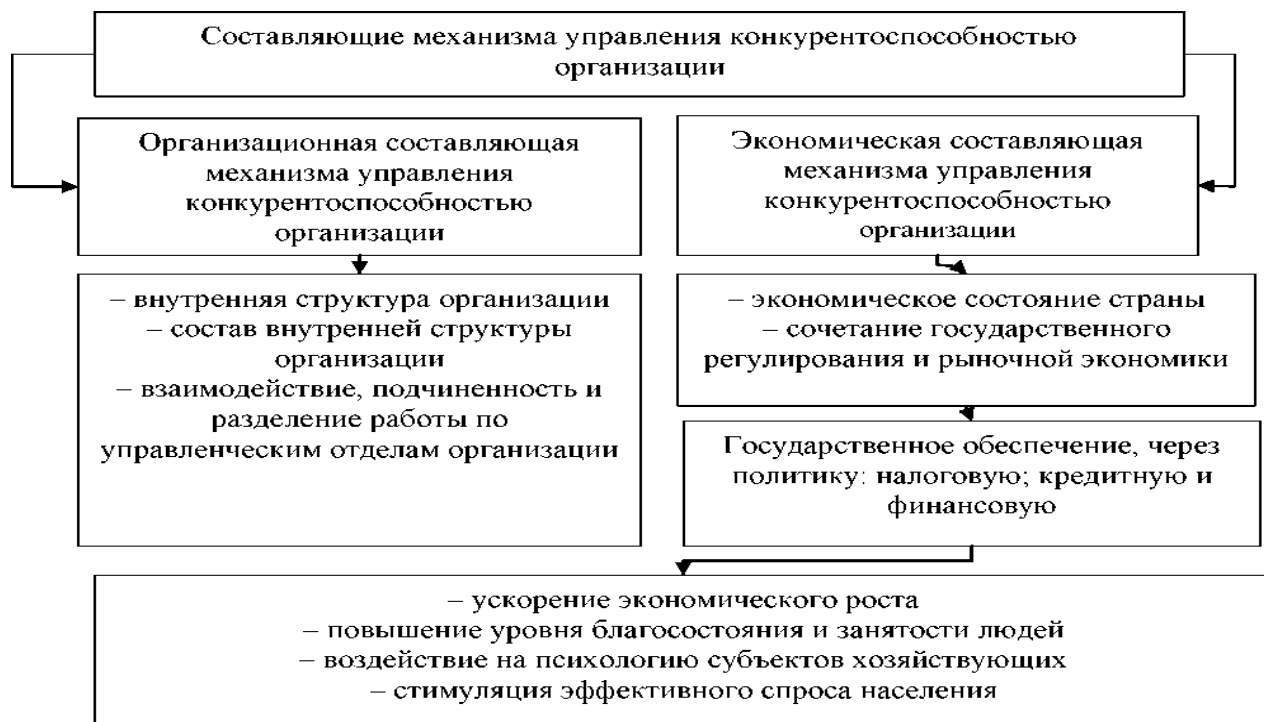 Составляющие механизма управления конкурентоспособностью
организации
Организационная составляющая
механизма управления
конкурентоспособностью
организации
Экономическая составляющая
механизма управления
конкурентоспособностью
организации
– внутренняя структура организации
– состав внутренней структуры
организации
– взаимодействие, подчиненность и
разделение работы по
управленческим отделам организации
– экономическое состояние страны
– сочетание государственного
регулирования и рыночной экономики
Государственное обеспечение, через
политику: налоговую; кредитную и
финансовую
– ускорение экономического роста
– повышение уровня благосостояния и занятости людей
– воздействие на психологию субъектов хозяйствующих
– стимуляция эффективного спроса населения